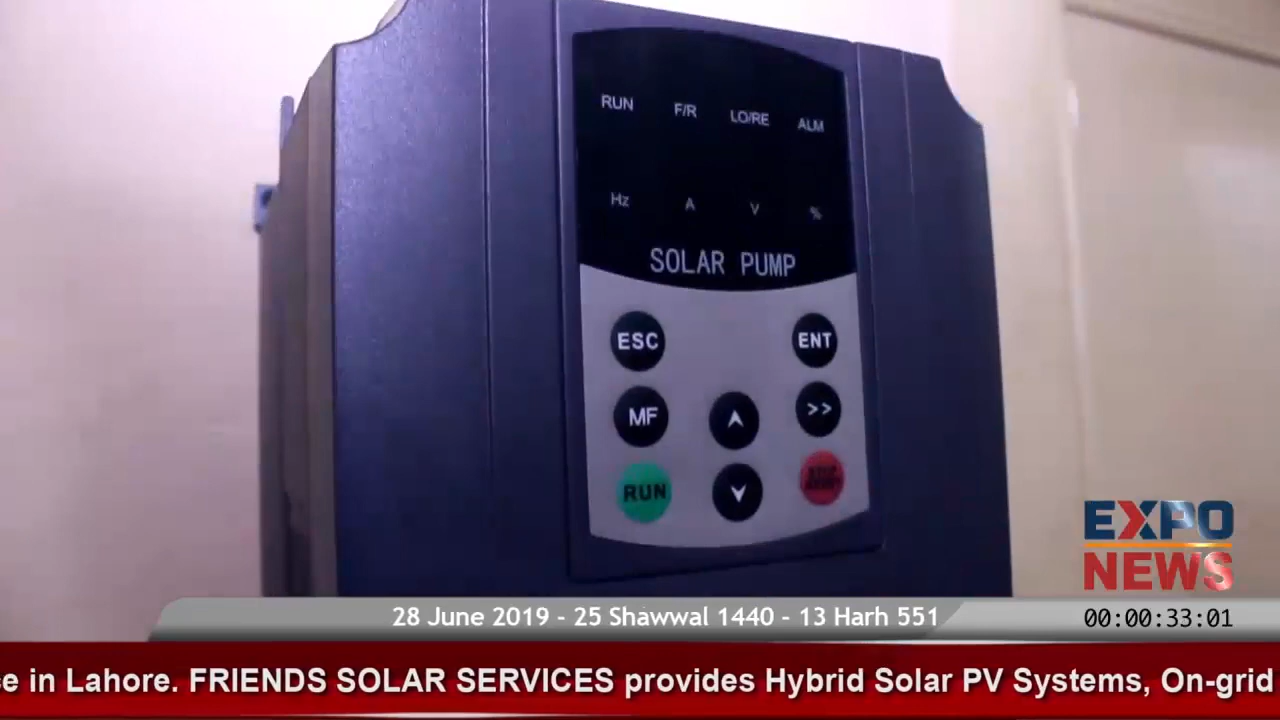 RUN F/R LO/RE ALM
Hz A V %
SOLAR PUMP
ESC ENT
MF >>
RUN
EXPO
NEWS
28 June 2019 - 25 Shawwal 1440 - 13 Harh 551
00:00:33:01
se in Lahore. FRIENDS SOLAR SERVICES provides Hybrid Solar PV Systems, On-grid